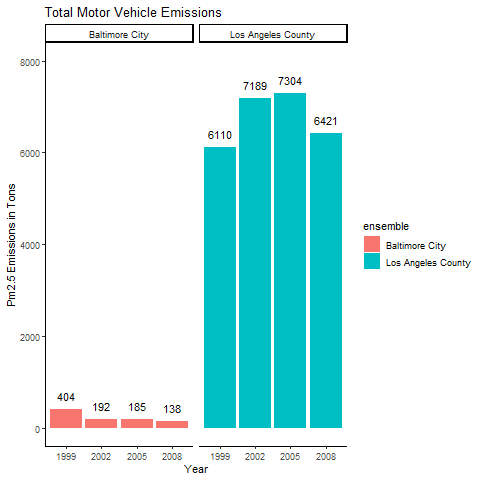 Total Motor Vehicle Emissions
Baltimore City
Los Angeles County
Pm2.5 Emissions in Tons
8000
6000
4000
2000
0
404
192
185
138
6110
7189
7304
6421
1999
2002
2005
2008
1999
2002
2005
2008
Year
ensemble
Baltimore City
Los Angeles County